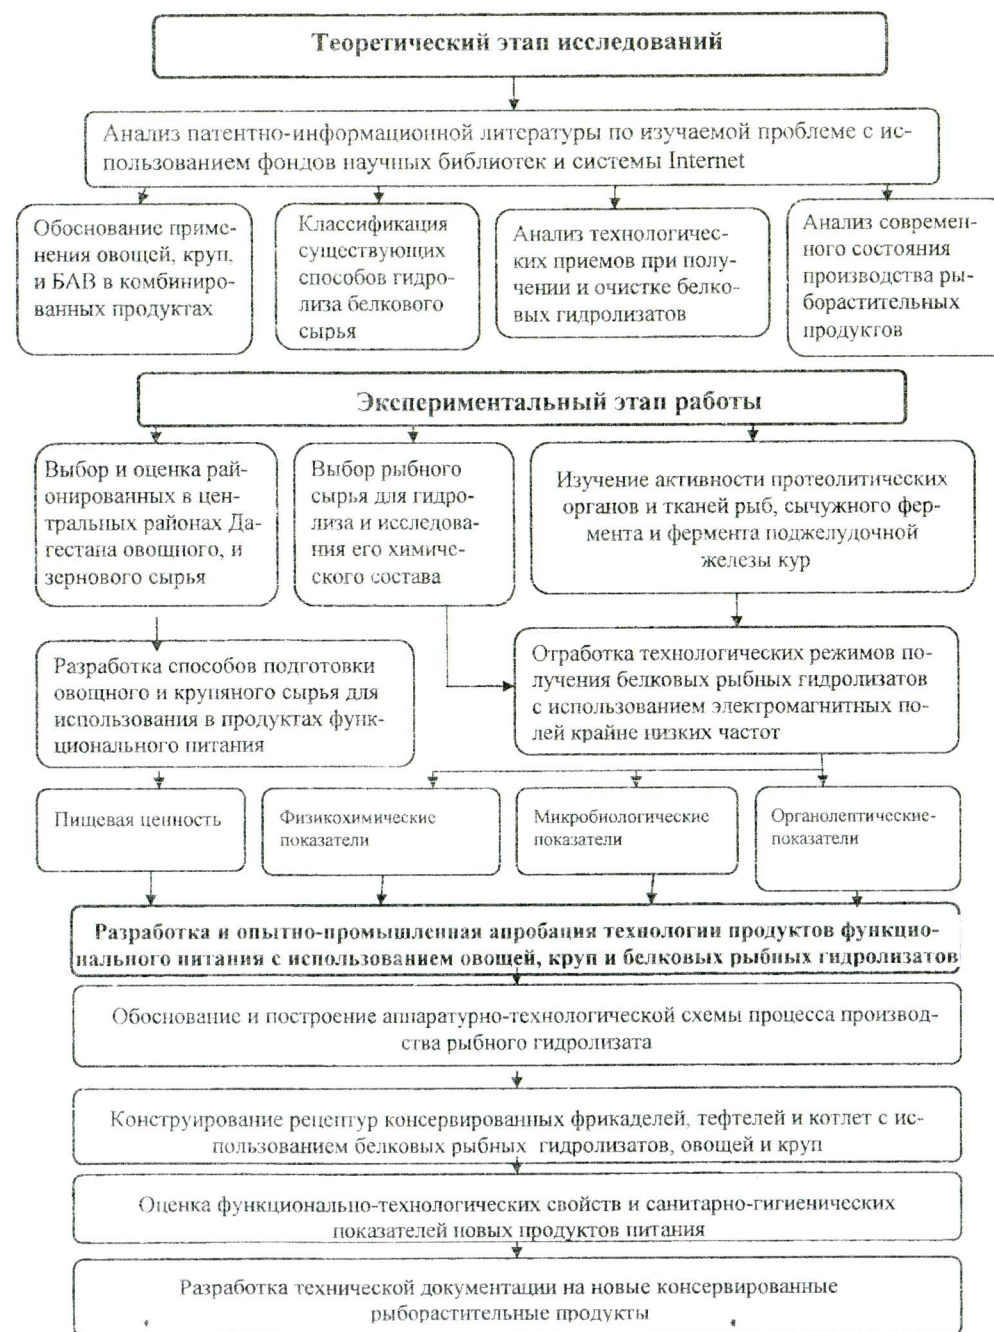 Теоретический этап исследований
Анализ патентно-информационной литературы по изучаемой проблеме с ис-
пользованием фондов научных библиотек и системы Internet
Обоснование приме-
нения овощей, круп,
и БАВ в комбиниро-
ванных продуктах
Классификация
существующих
способов гидро-
лиза белкового
сырья
Анализ технологичес-
ких приемов при полу-
чении и очистке белко-
вых гидролизатов
Анализ современ-
ного состояния
производства ры-
борастительных
продуктов
Экспериментальный этап работы
Выбор и оценка рай-
онированных в цен-
тральных районах Да-
гестана овощного, и
зернового сырья
Выбор рыбного
сырья для гидро-
лиза и исследова-
ния его химиче-
ского состава
Изучение активности протеолитических
органов и тканей рыб, сычужного фер-
мента и фермента поджелудочной
железы кур
Разработка способов подготовки
овощного и крупяного сырья для
использования в продуктах функ-
ционального питания
Отработка технологических режимов по-
лучения белковых рыбных гидролизатов
с использованием электромагнитных по-
лей крайне низких частот
Пищевая ценность
Физикохимические
показатели
Микробиологические
показатели
Органолептические-
показатели
Разработка и опытно-промышленная апробация технологии продуктов функцио-
нального питания с использованием овощей, круп и белковых рыбных гидролизатов
Обоснование и построение аппаратурно-технологической схемы процесса производ-
ства рыбного гидролизата
Конструирование рецептур консервированных фрикаделей, тефтелей и котлет с ис-
пользованием белковых рыбных гидролизатов, овощей и круп
Оценка функционально-технологических свойств и санитарно-гигиенических
показателей новых продуктов питания
Разработка технической документации на новые консервированные
рыборастительные продукты